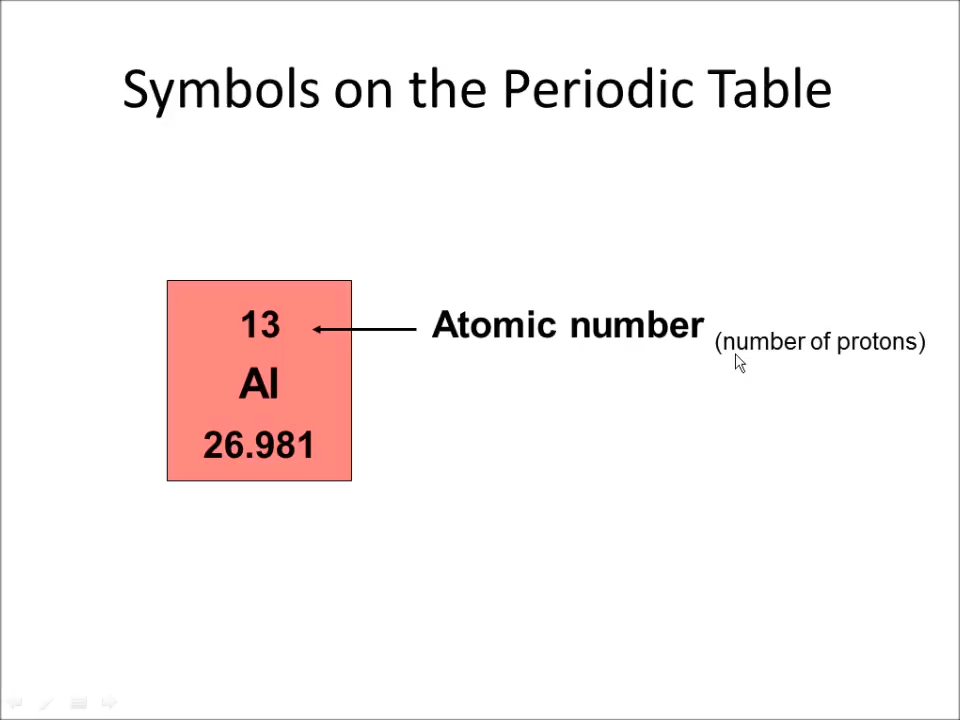 Symbols on the Periodic Table
13
Atomic number (number of protons)
Al
26.981